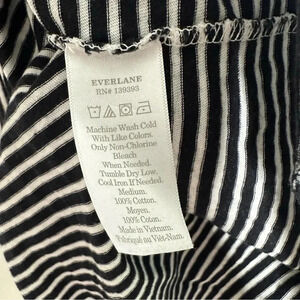 EVERLANE
RN# 139393
Machine Wash Cold
With Like Colors.
Only Non-Chlorine
Bleach
When Needed.
Tumble Dry Low,
Cool Iron If Needed.
Medium.
100% Cotton.
Moyen.
100% Coton.
Made in Vietnam.
Fabriqué au Viêt-Nam.